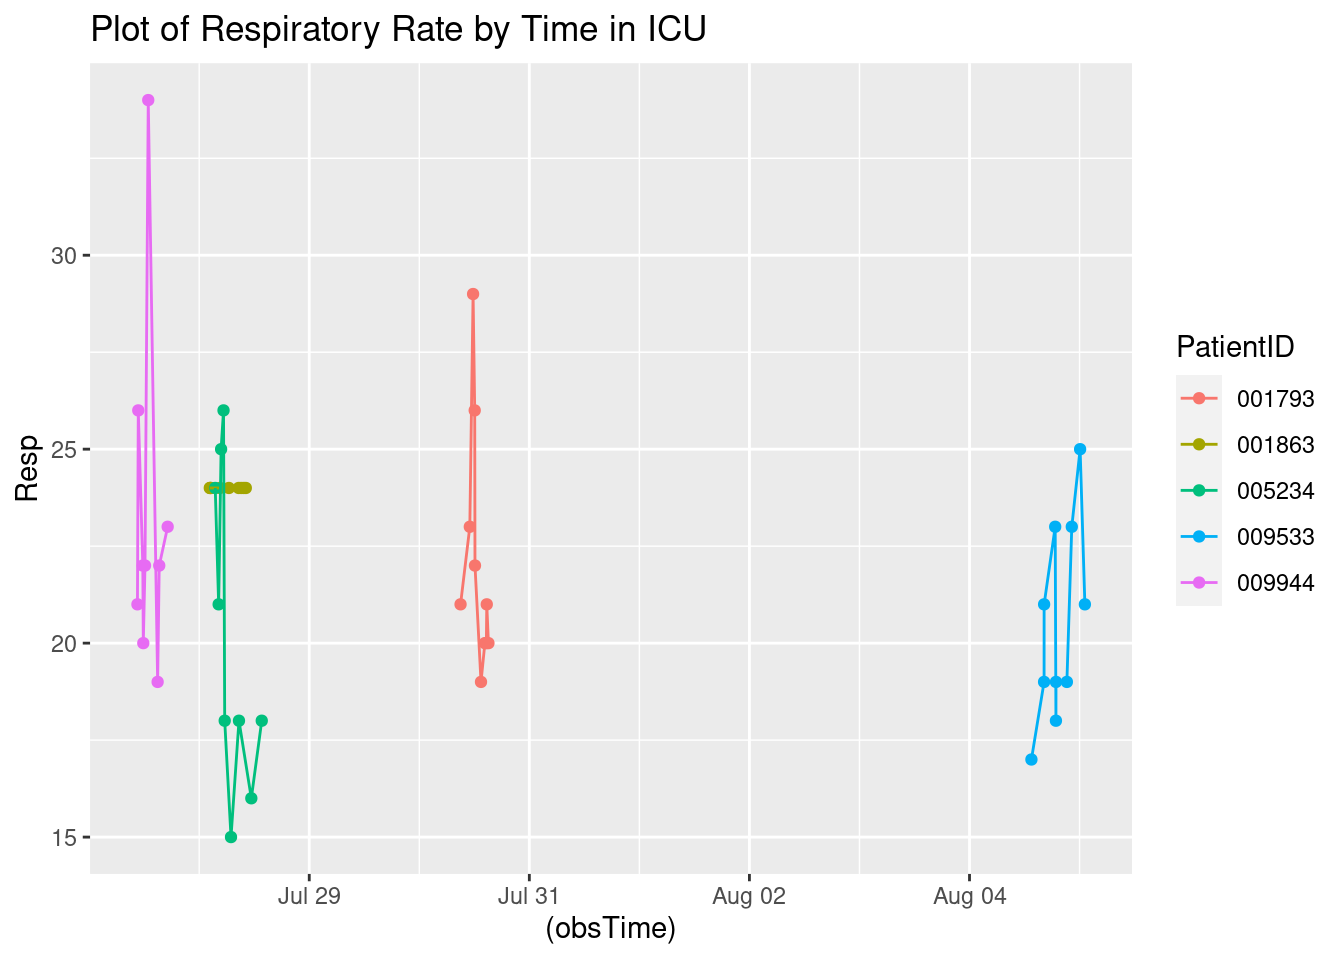 Plot of Respiratory Rate by Time in ICU
Resp
30
25
20
15
Jul 29 Jul 31 Aug 02 Aug 04
(obsTime)
PatientID
001793
001863
005234
009533
009944